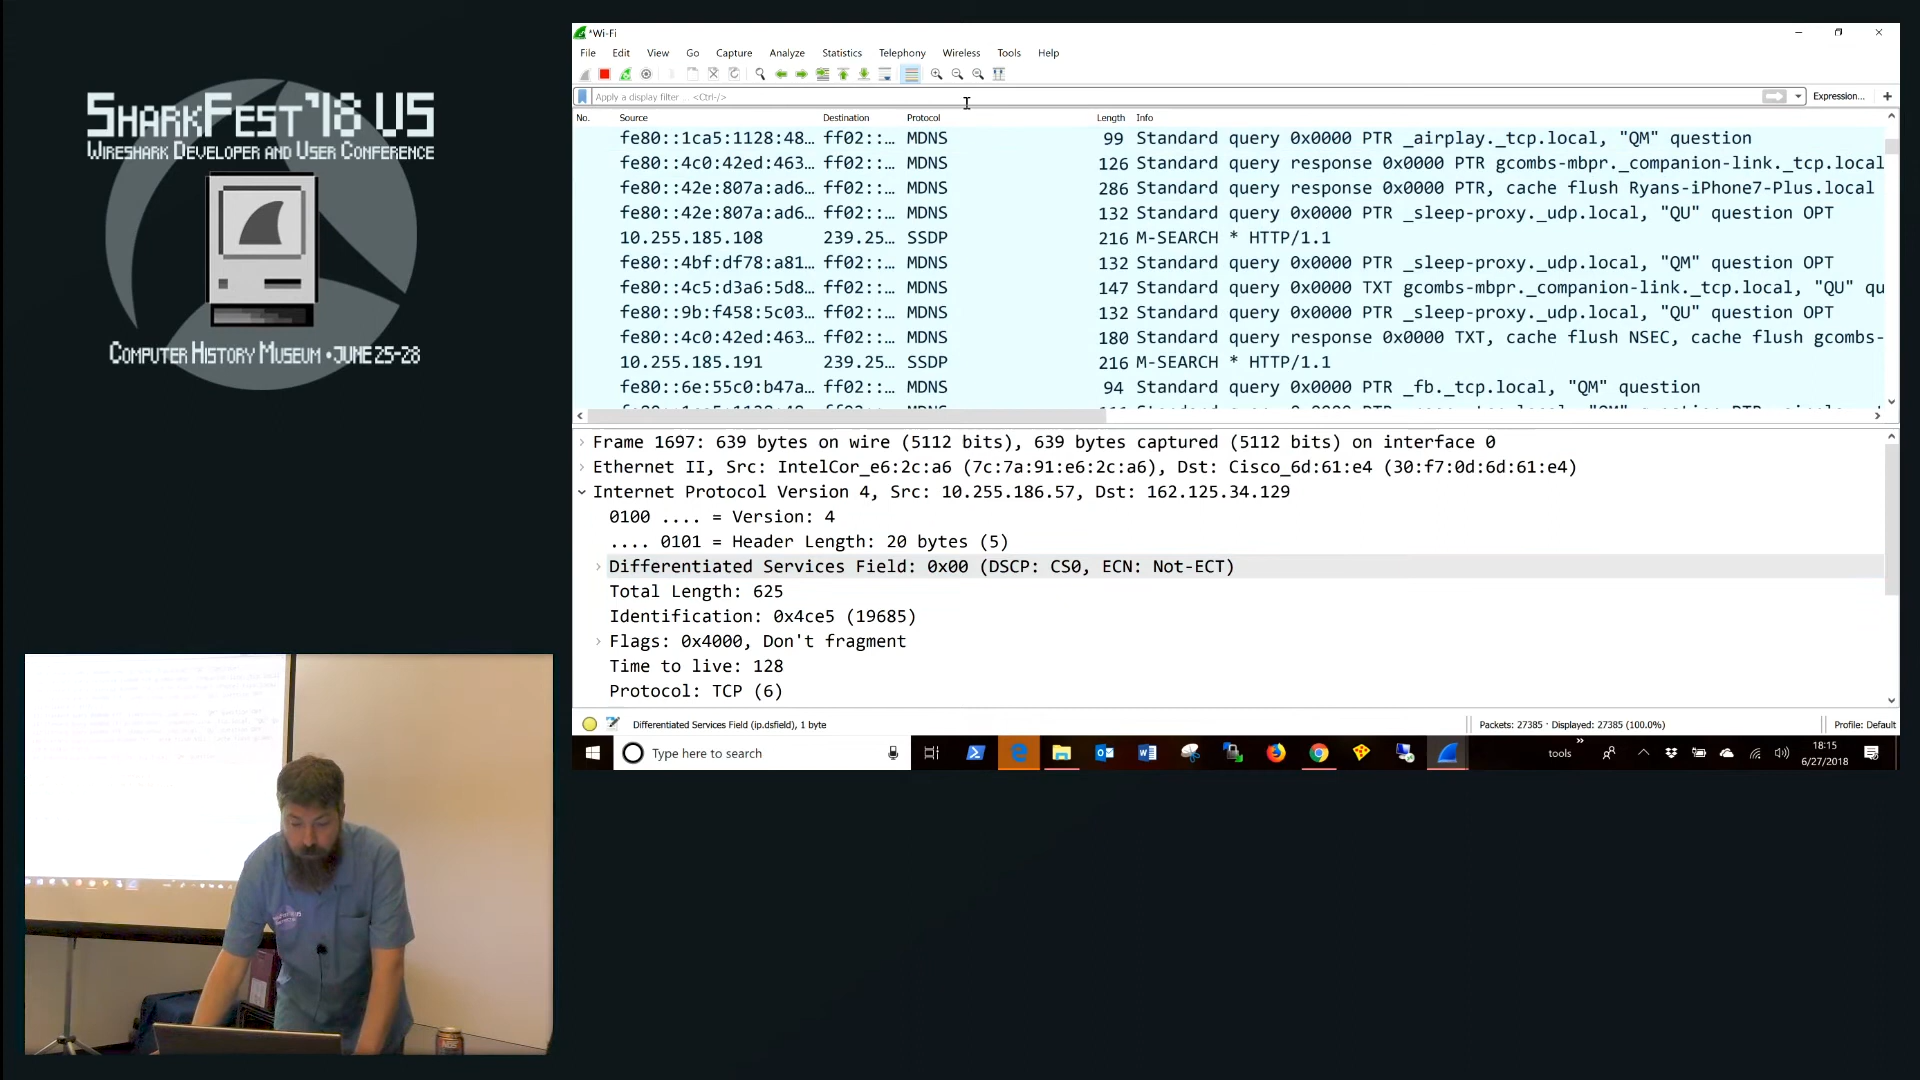 SharkFest '18 US
Wireshark Developer and User Conference
Computer History Museum • June 25-28
*Wi-Fi
File Edit View Go Capture Analyze Statistics Telephony Wireless Tools Help
Apply a display filter ... <Ctrl-/> Expression... +
No. Source Destination Protocol Length Info
fe80::1ca5:1128:48... ff02::... MDNS 99 Standard query 0x0000 PTR _airplay._tcp.local, "QM" question
fe80::4c0:42ed:463... ff02::... MDNS 126 Standard query response 0x0000 PTR gcombs-mbpr._companion-link._tcp.local
fe80::42e:807a:ad6... ff02::... MDNS 286 Standard query response 0x0000 PTR, cache flush Ryans-iPhone7-Plus.local
fe80::42e:807a:ad6... ff02::... MDNS 132 Standard query 0x0000 PTR _sleep-proxy._udp.local, "QU" question OPT
10.255.185.108 239.25... SSDP 216 M-SEARCH * HTTP/1.1
fe80::4bf:df78:a81... ff02::... MDNS 132 Standard query 0x0000 PTR _sleep-proxy._udp.local, "QM" question OPT
fe80::4c5:d3a6:5d8... ff02::... MDNS 147 Standard query 0x0000 TXT gcombs-mbpr._companion-link._tcp.local, "QU" qu
fe80::9b:f458:5c03... ff02::... MDNS 132 Standard query 0x0000 PTR _sleep-proxy._udp.local, "QU" question OPT
fe80::4c0:42ed:463... ff02::... MDNS 180 Standard query response 0x0000 TXT, cache flush NSEC, cache flush gcombs-
10.255.185.191 239.25... SSDP 216 M-SEARCH * HTTP/1.1
fe80::6e:55c0:b47a... ff02::... MDNS 94 Standard query 0x0000 PTR _fb._tcp.local, "QM" question
Frame 1697: 639 bytes on wire (5112 bits), 639 bytes captured (5112 bits) on interface 0
Ethernet II, Src: IntelCor_e6:2c:a6 (7c:7a:91:e6:2c:a6), Dst: Cisco_6d:61:e4 (30:f7:0d:6d:61:e4)
Internet Protocol Version 4, Src: 10.255.186.57, Dst: 162.125.34.129
0100 .... = Version: 4
.... 0101 = Header Length: 20 bytes (5)
Differentiated Services Field: 0x00 (DSCP: CS0, ECN: Not-ECT)
Total Length: 625
Identification: 0x4ce5 (19685)
Flags: 0x4000, Don't fragment
Time to live: 128
Protocol: TCP (6)
Differentiated Services Field (ip.dsfield), 1 byte Packets: 27385 · Displayed: 27385 (100.0%) Profile: Default
Type here to search tools 18:15
6/27/2018